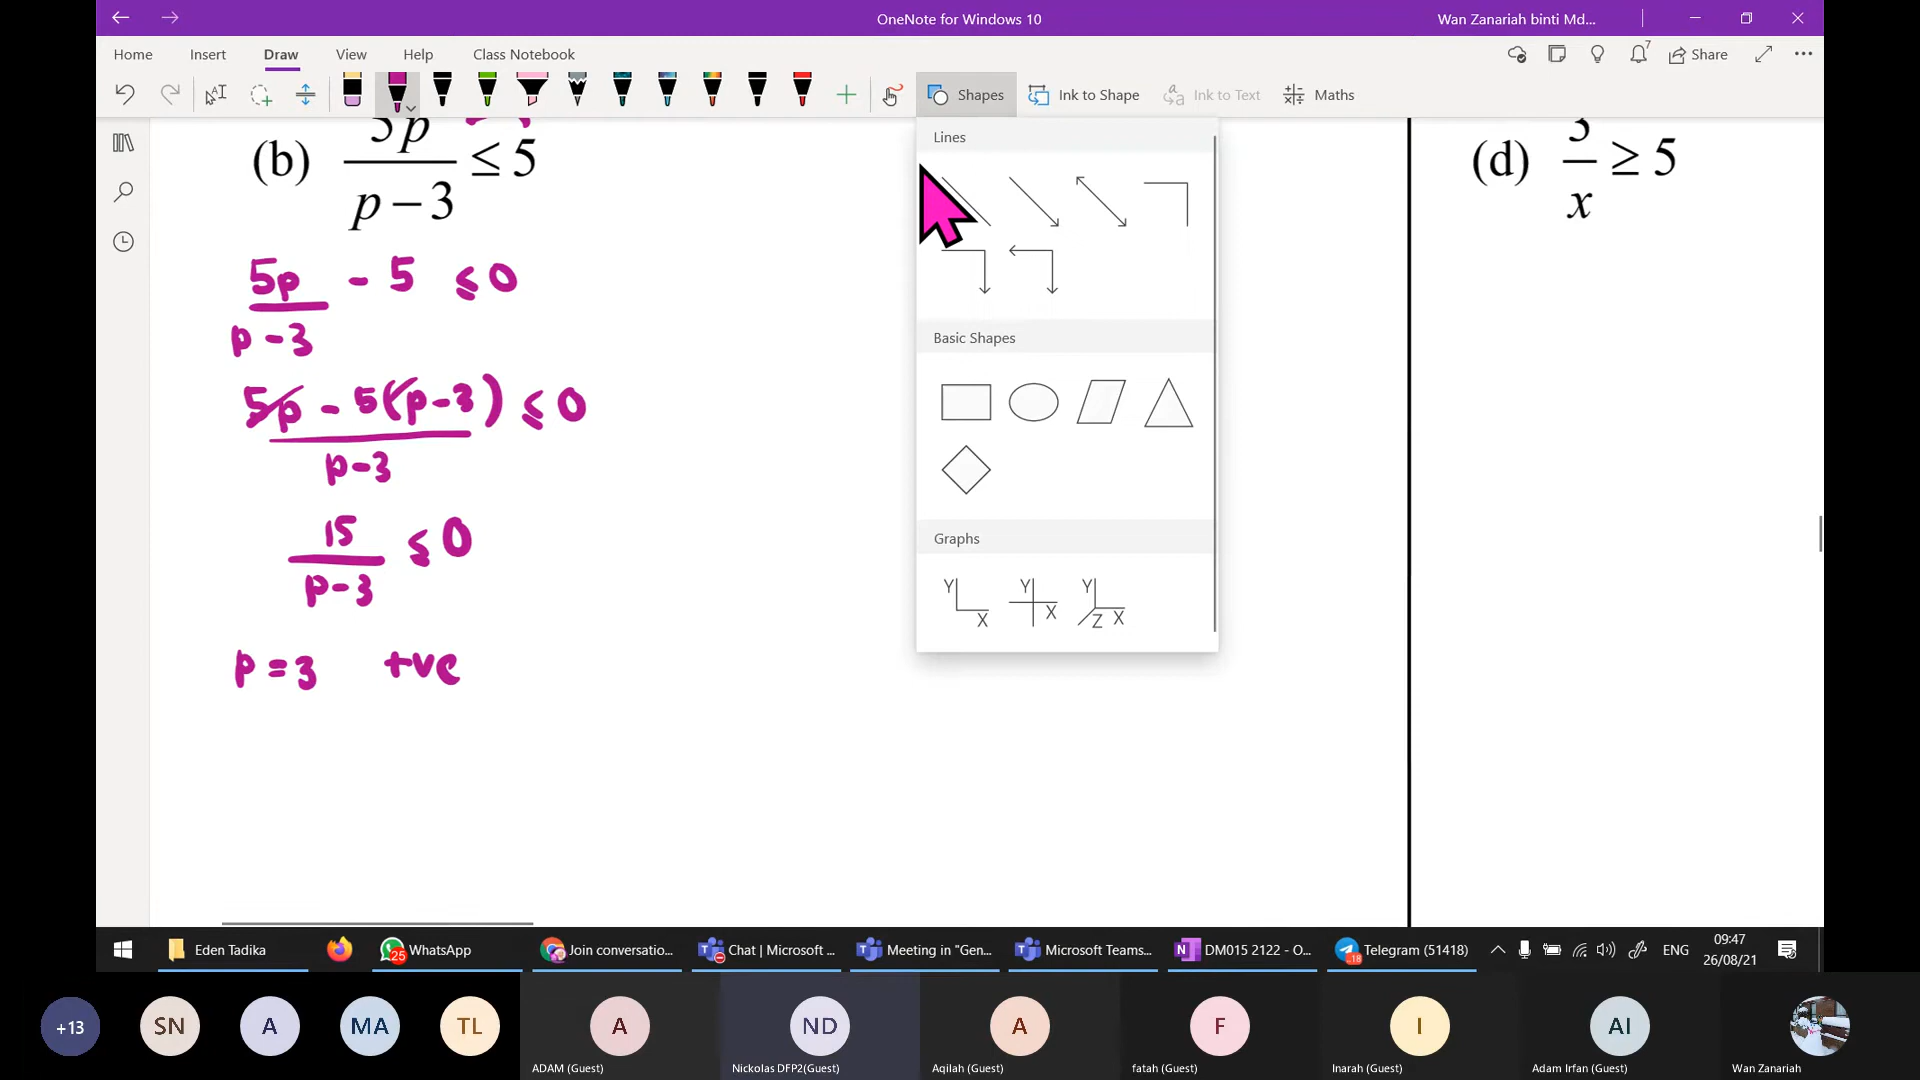 OneNote for Windows 10
Wan Zanariah binti Md...
Home Insert Draw View Help Class Notebook
7
Share
Shapes Ink to Shape Ink to Text Maths
Lines
(b) 5p / p − 3 ≤ 5
(d) / x ≥ 5
5p / p - 3 - 5 ≤ 0
Basic Shapes
5p - 5(p-3) / p-3 ≤ 0
Graphs
15 / p-3 ≤ 0
Y X Y X Y Z X
p = 3 +ve
Eden Tadika
25 WhatsApp
Join conversatio...
Chat | Microsoft ...
Meeting in "Gen...
Microsoft Teams...
DM015 2122 - O...
Telegram (51418)
ENG
09:47
26/08/21
+13 SN A MA TL A ND A F I AI
ADAM (Guest) Nickolas DFP2(Guest) Aqilah (Guest) fatah (Guest) Inarah (Guest) Adam Irfan (Guest) Wan Zanariah